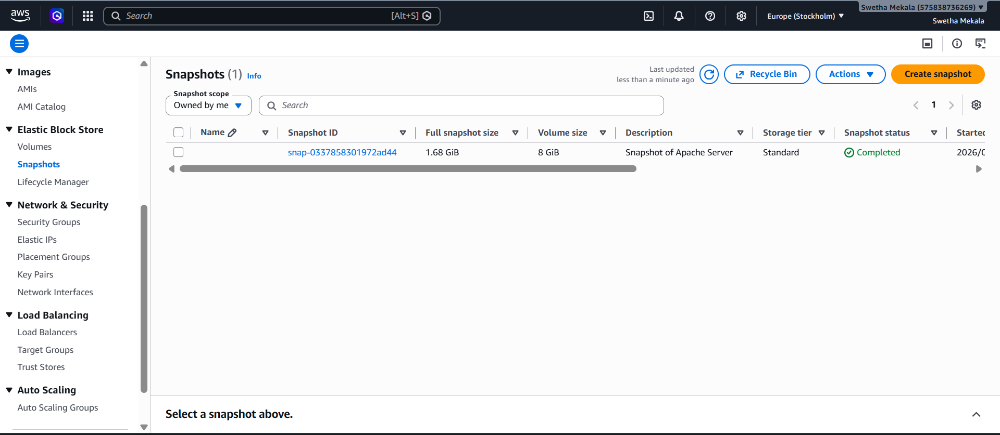 aws
Search [Alt+S]
Europe (Stockholm)
Swetha Mekala (575838736269)
Swetha Mekala
Images
AMIs
AMI Catalog
Elastic Block Store
Volumes
Snapshots
Lifecycle Manager
Network & Security
Security Groups
Elastic IPs
Placement Groups
Key Pairs
Network Interfaces
Load Balancing
Load Balancers
Target Groups
Trust Stores
Auto Scaling
Auto Scaling Groups
Snapshots (1) Info
Last updated
less than a minute ago
Recycle Bin
Actions
Create snapshot
Snapshot scope
Owned by me
Search
1
Name Snapshot ID Full snapshot size Volume size Description Storage tier Snapshot status Started
snap-0337858301972ad44 1.68 GiB 8 GiB Snapshot of Apache Server Standard Completed 2026/0
Select a snapshot above.